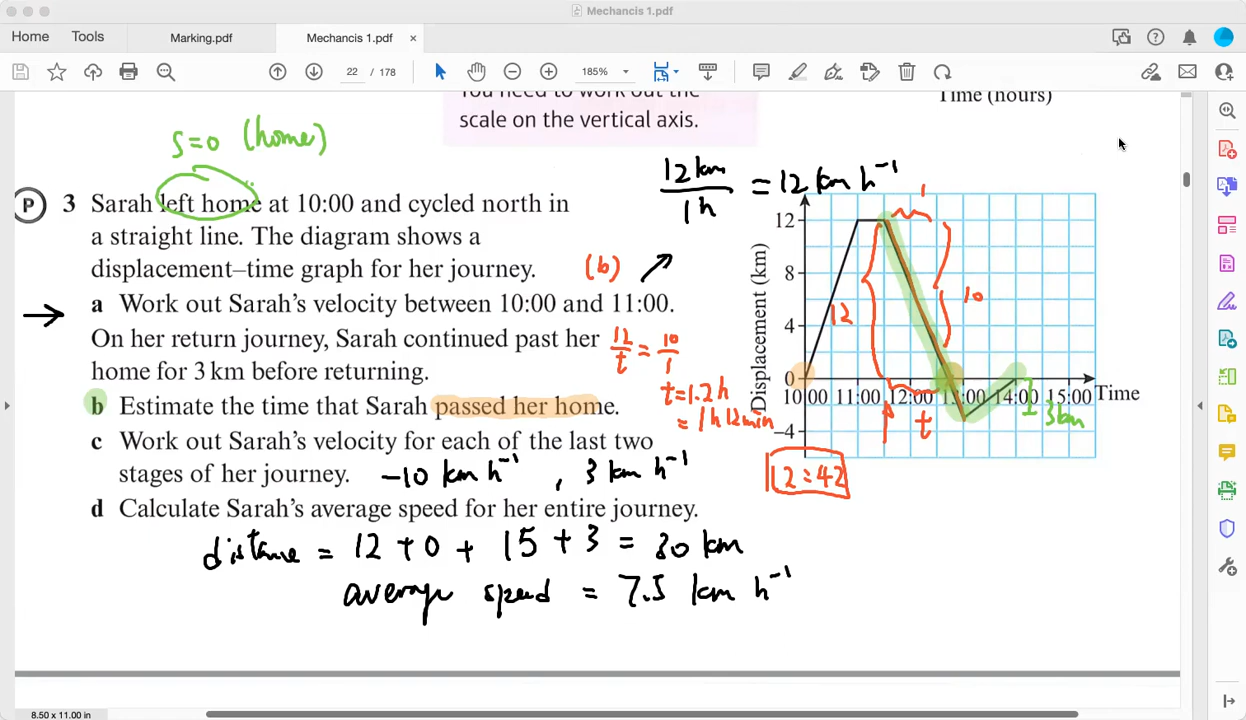 Mechancis 1.pdf
Home Tools Marking.pdf Mechancis 1.pdf ×
22 / 178 185%
You need to work out the
scale on the vertical axis.
Time (hours)
s=0 (home)
12 km
1h
= 12 km h⁻¹
P 3 Sarah left home at 10:00 and cycled north in
a straight line. The diagram shows a
displacement–time graph for her journey.
(b)
a Work out Sarah's velocity between 10:00 and 11:00.
On her return journey, Sarah continued past her
home for 3 km before returning.
12/t = 10/1
t=1.2h
= 1h 12min
b Estimate the time that Sarah passed her home.
c Work out Sarah's velocity for each of the last two
stages of her journey. −10 km h⁻¹ , 3 km h⁻¹
d Calculate Sarah's average speed for her entire journey.
distance = 12 + 0 + 15 + 3 = 30 km
average speed = 7.5 km h⁻¹
Displacement (km)
12
8
4
0
−4
10:00 11:00 12:00 13:00 14:00 15:00 Time
1
12
10
t
3km
12:42
8.50 x 11.00 in